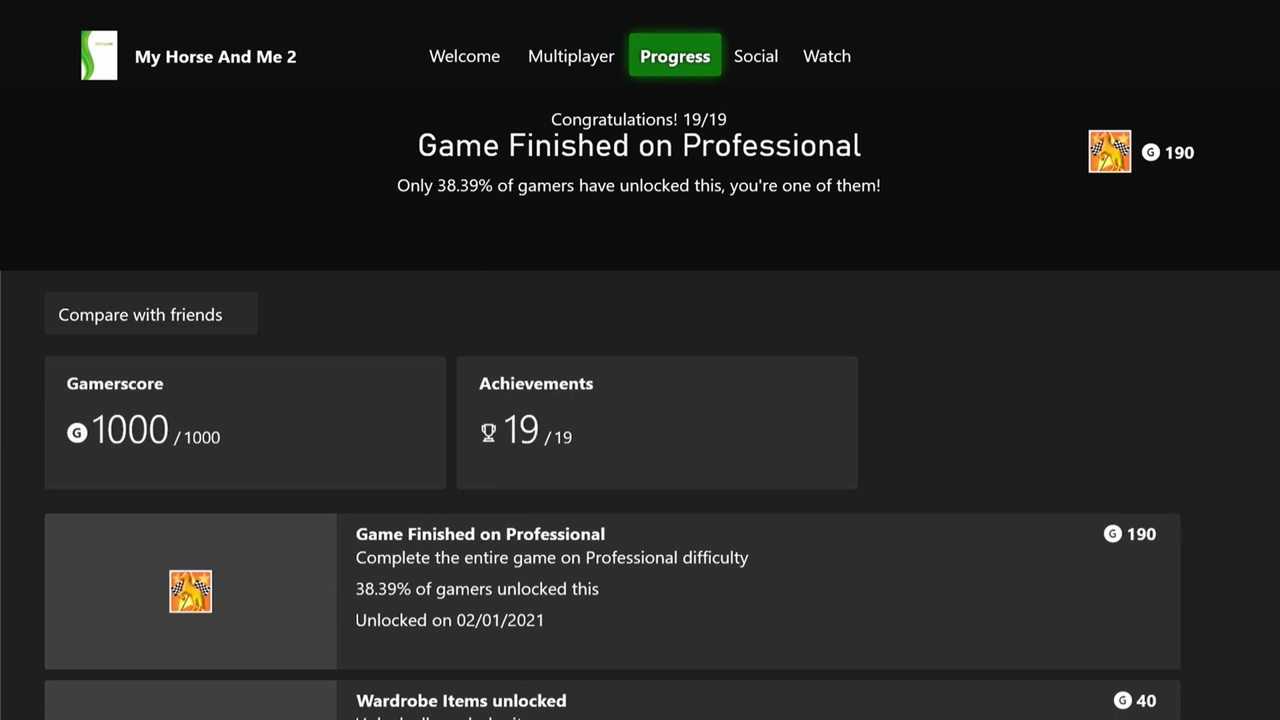 My Horse And Me 2
Welcome Multiplayer Progress Social Watch
Congratulations! 19/19
Game Finished on Professional
G 190
Only 38.39% of gamers have unlocked this, you're one of them!
Compare with friends
Gamerscore
G 1000 / 1000
Achievements
19 / 19
Game Finished on Professional
G 190
Complete the entire game on Professional difficulty
38.39% of gamers unlocked this
Unlocked on 02/01/2021
Wardrobe Items unlocked
G 40